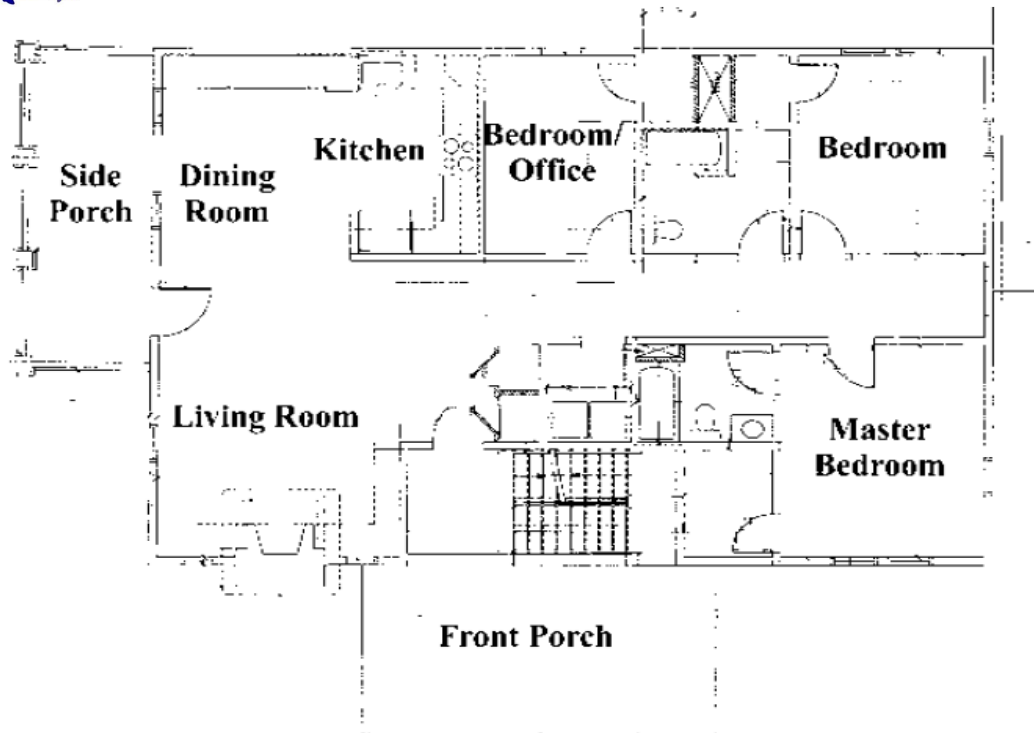 Side
Porch
Dining
Room
Kitchen
Bedroom/
Office
Bedroom
Living Room
Master
Bedroom
Front Porch